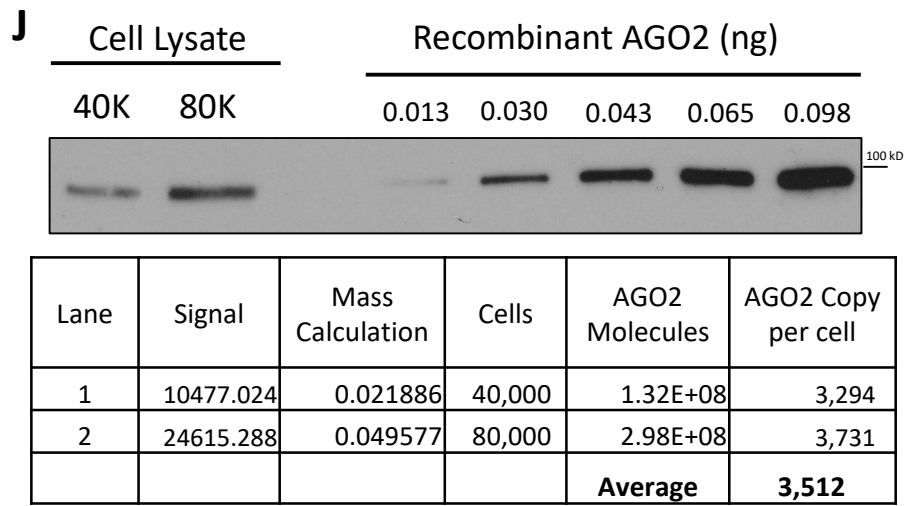 J
Cell Lysate
Recombinant AGO2 (ng)
40K 80K
0.013 0.030 0.043 0.065 0.098
100 kD
Lane Signal Mass Calculation Cells AGO2 Molecules AGO2 Copy per cell
1 10477.024 0.021886 40,000 1.32E+08 3,294
2 24615.288 0.049577 80,000 2.98E+08 3,731
Average 3,512